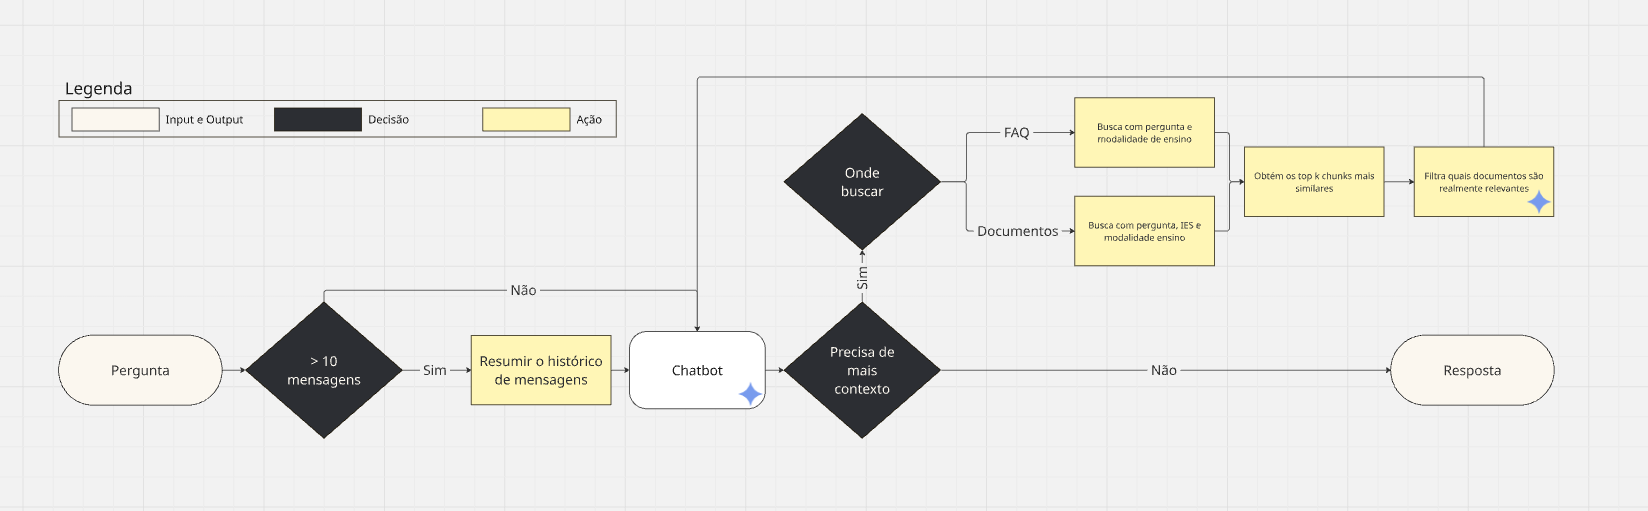 Legenda
Input e Output
Decisão
Ação
Onde
buscar
FAQ
Documentos
Busca com pergunta e
modalidade de ensino
Busca com pergunta, IES e
modalidade ensino
Obtém os top k chunks mais
similares
Filtra quais documentos são
realmente relevantes
Sim
Não
Pergunta
> 10
mensagens
Sim
Resumir o histórico
de mensagens
Chatbot
Precisa de
mais
contexto
Não
Resposta